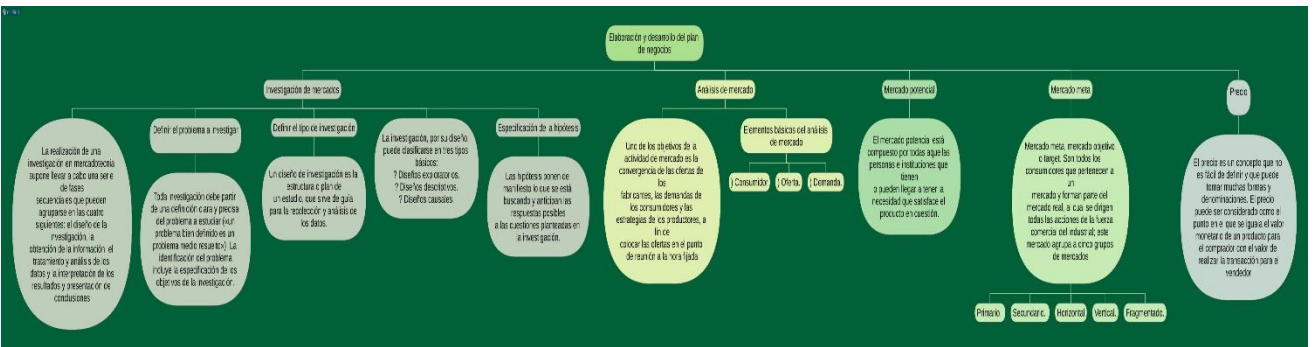 Elaboración y desarrollo del plan
de negocios
Investigación de mercados
La realización de una
investigación en mercadotecnia
supone llevar a cabo una serie
de fases
secuenciales que pueden
agruparse en las cuatro
siguientes: el diseño de la
investigación, la
obtención de la información, el
tratamiento y análisis de los
datos y la interpretación de los
resultados y presentación de
conclusiones
Definir el problema a investigar
Toda investigación debe partir
de una definición clara y precisa
del problema a estudiar («un
problema bien definido es un
problema medio resuelto»). La
identificación del problema
incluye la especificación de los
objetivos de la investigación.
Definir el tipo de investigación
Un diseño de investigación es la
estructura o plan de
un estudio, que sirve de guía
para la recolección y análisis de
los datos.
La investigación, por su diseño
puede clasificarse en tres tipos
básicos:
? Diseños exploratorios.
? Diseños descriptivos.
? Diseños causales
Especificación de la hipótesis
Las hipótesis ponen de
manifiesto lo que se está
buscando y anticipan las
respuestas posibles
a las cuestiones planteadas en
la investigación.
Análisis de mercado
Uno de los objetivos de la
actividad de mercado es la
convergencia de las ofertas de
los
fabricantes, las demandas de
los consumidores y las
estrategias de los productores, a
fin de
colocar las ofertas en el punto
de reunión a la hora fijada
Elementos básicos del análisis
de mercado
) Consumidor
) Oferta.
) Demanda.
Mercado potencial
El mercado potencial está
compuesto por todas aquellas
personas e instituciones que
tienen
o pueden llegar a tener la
necesidad que satisface el
producto en cuestión.
Mercado meta
Mercado meta, mercado objetivo
o target. Son todos los
consumidores que pertenecen a
un
mercado y forman parte del
mercado real, a cual se dirigen
todas las acciones de la fuerza
comercial del industrial; este
mercado agrupa a cinco grupos
de mercados
Primario
Secundario.
Horizontal.
Vertical.
Fragmentado.
Precio
El precio es un concepto que no
es fácil de definir y que puede
tomar muchas formas y
denominaciones. El precio
puede ser considerado como el
punto en el que se iguala el valor
monetario de un producto para
el comprador con el valor de
realizar la transacción para el
vendedor